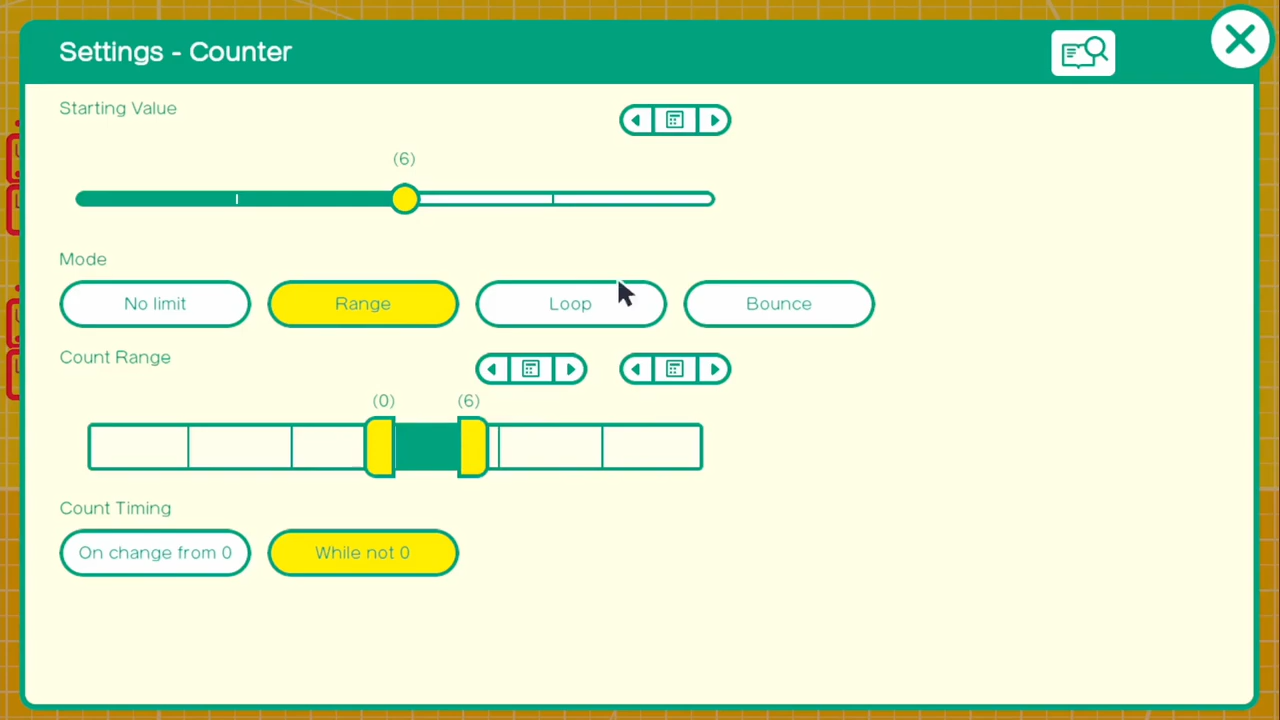 Settings - Counter
Starting Value
(6)
Mode
No limit Range Loop Bounce
Count Range
(0) (6)
Count Timing
On change from 0 While not 0